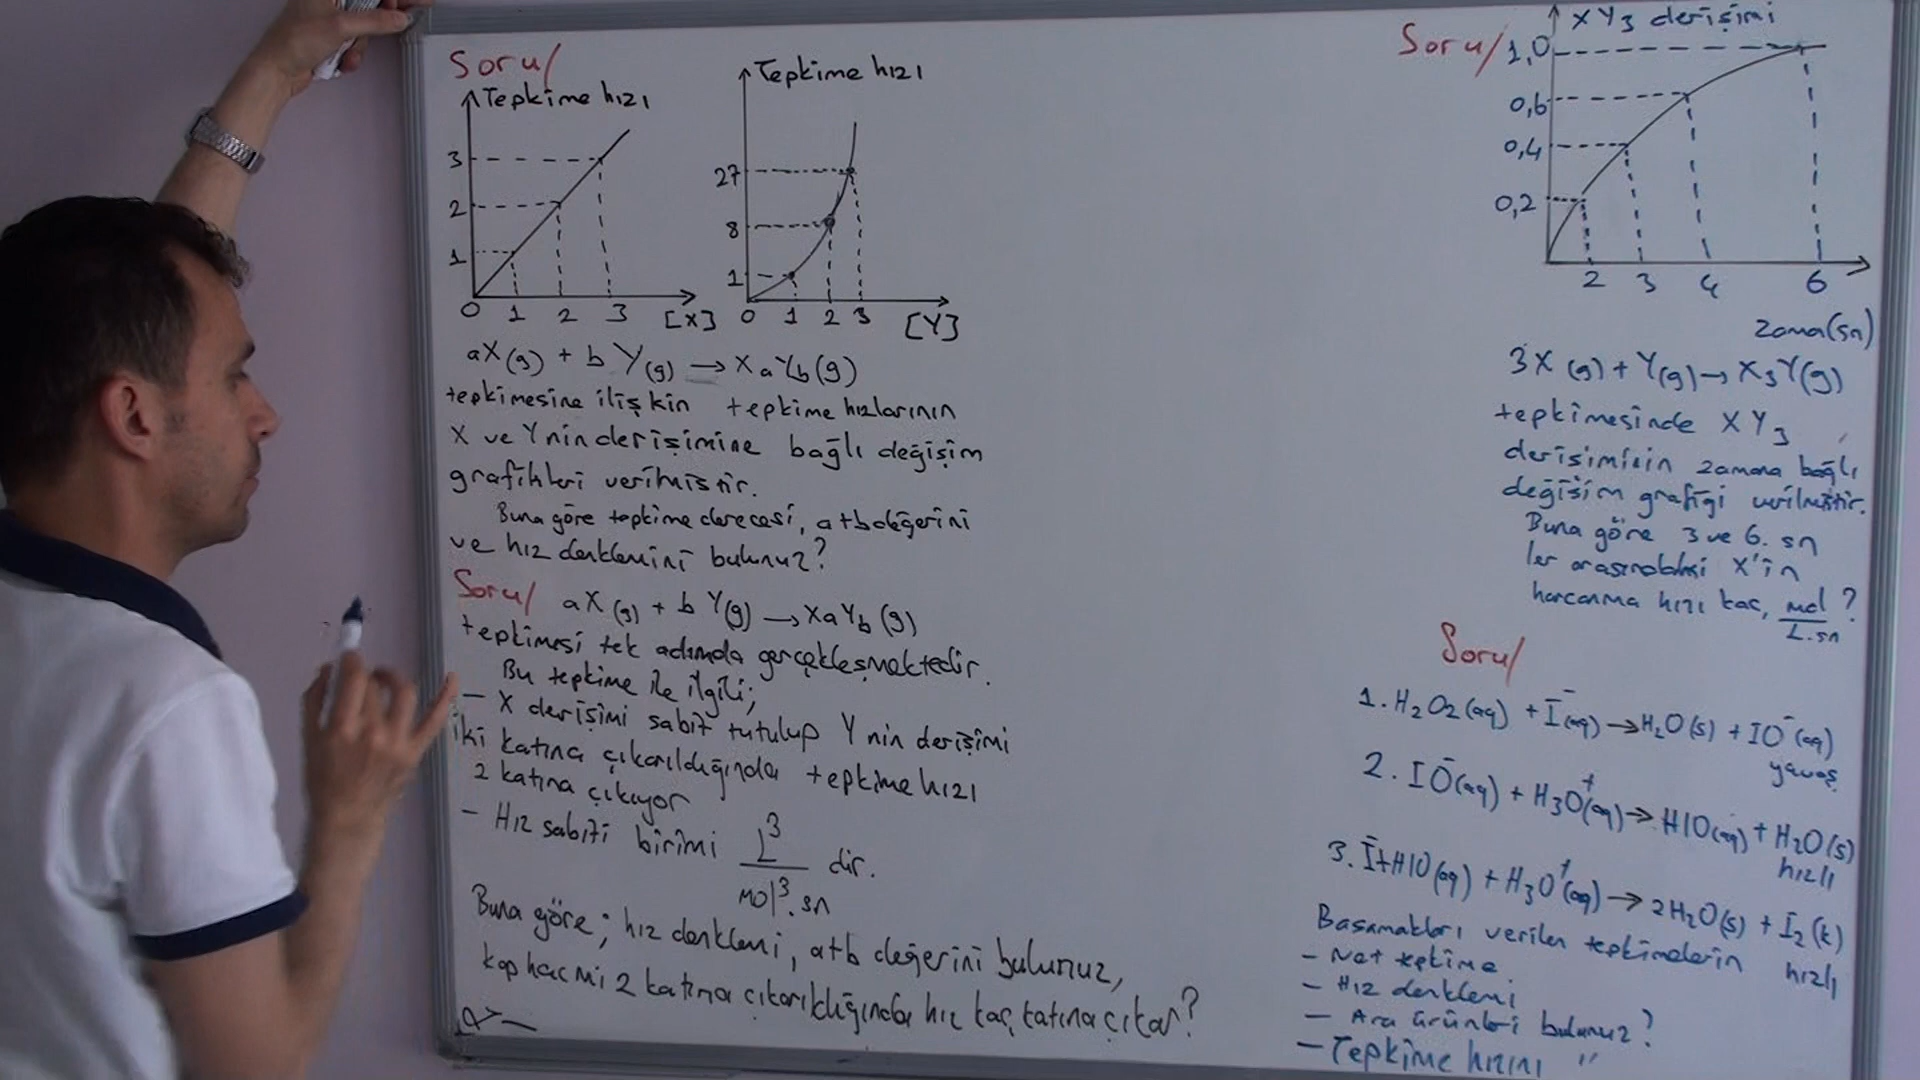 Soru/
Tepkime hızı
3
2
1
0 1 2 3 [X]
Tepkime hızı
27
8
1
0 1 2 3 [Y]
aX(g) + bY(g) → XaYb(g)
tepkimesine ilişkin tepkime hızlarının
X ve Y nin derişimine bağlı değişim
grafikleri verilmiştir.
Buna göre tepkime derecesi, a+b değerini
ve hız denklemini bulunuz?
Soru/ aX(g) + bY(g) → XaYb(g)
tepkimesi tek adımda gerçekleşmektedir.
Bu tepkime ile ilgili;
- X derişimi sabit tutulup Y nin derişimi
iki katına çıkarıldığında tepkime hızı
2 katına çıkıyor
- Hız sabiti birimi L³/mol³.sn dir.
Buna göre; hız denklemi, a+b değerini bulunuz,
kap hacmi 2 katına çıkarıldığında hız kaç katına çıkar?
Soru/
XY₃ derişimi
1,0
0,6
0,4
0,2
2 3 4 6
zama(sn)
3X(g) + Y(g) → X₃Y(g)
tepkimesinde XY₃
derişiminin zamana bağlı
değişim grafiği verilmiştir.
Buna göre 3 ve 6. sn
ler arasındaki X'in
harcanma hızı kaç, mol/L.sn ?
Soru/
1. H₂O₂(aq) + I⁻(aq) → H₂O(s) + IO⁻(aq)
yavaş
2. IO⁻(aq) + H₃O⁺(aq) → HIO(aq) + H₂O(s)
hızlı
3. I⁻+HIO(aq) + H₃O⁺(aq) → 2H₂O(s) + I₂(k)
hızlı
Basamakları verilen tepkimelerin
- Net tepkime
- Hız denklemi
- Ara ürünleri bulunuz?
- Tepkime hızını "